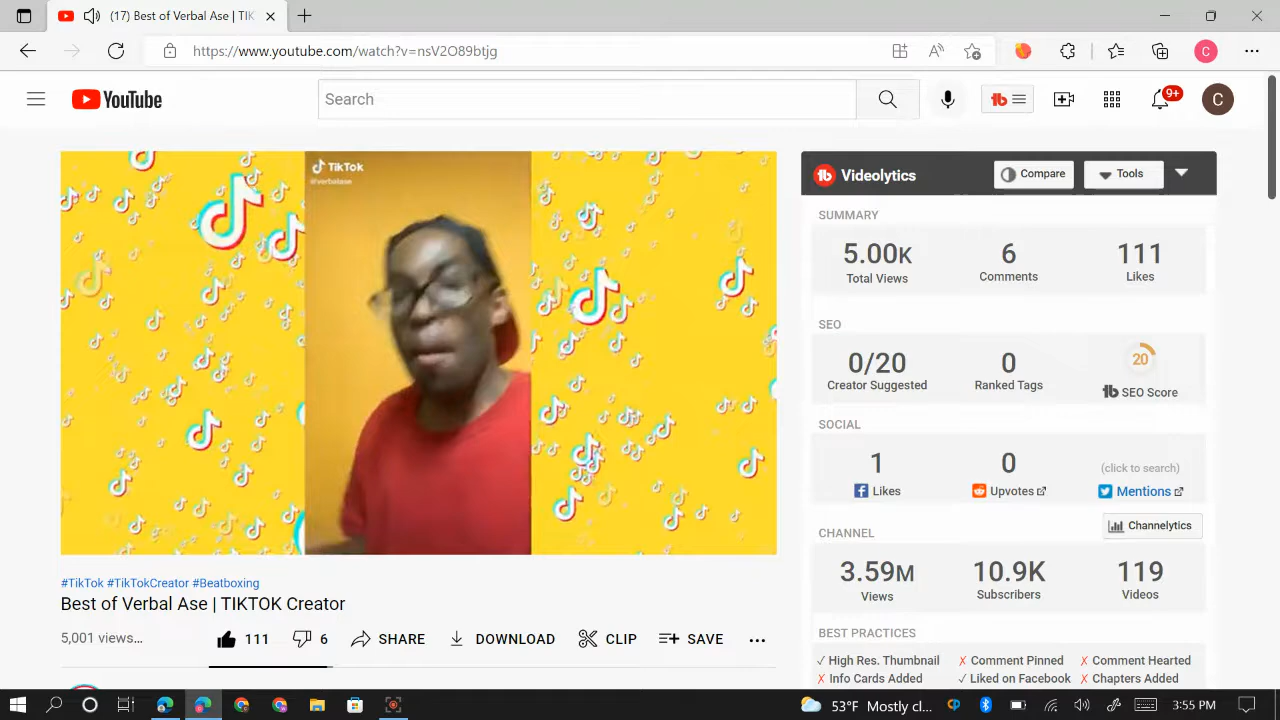 (17) Best of Verbal Ase | TIK
https://www.youtube.com/watch?v=nsV2O89btjg
C
YouTube
Search
9+
C
TikTok
@verbalase
Videolytics
Compare
Tools
SUMMARY
5.00K
6
111
Total Views
Comments
Likes
SEO
0/20
0
20
Creator Suggested
Ranked Tags
SEO Score
SOCIAL
1
0
(click to search)
Likes
Upvotes
Mentions
Channelytics
CHANNEL
3.59M
10.9K
119
Views
Subscribers
Videos
BEST PRACTICES
✓ High Res. Thumbnail
✗ Comment Pinned
✗ Comment Hearted
✗ Info Cards Added
✓ Liked on Facebook
✗ Chapters Added
#TikTok #TikTokCreator #Beatboxing
Best of Verbal Ase | TIKTOK Creator
5,001 views...
111
6
SHARE
DOWNLOAD
CLIP
SAVE
53°F Mostly cl...
3:55 PM